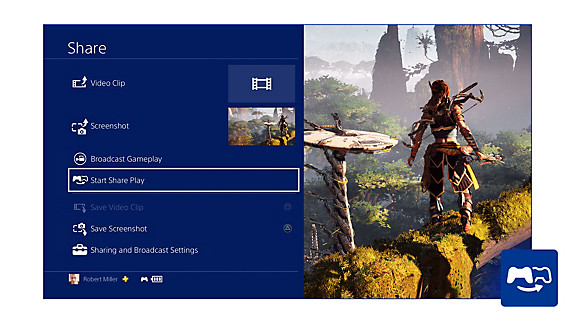 Share
Video Clip
Screenshot
Broadcast Gameplay
Start Share Play
Save Video Clip
Save Screenshot
Sharing and Broadcast Settings
Robert Miller